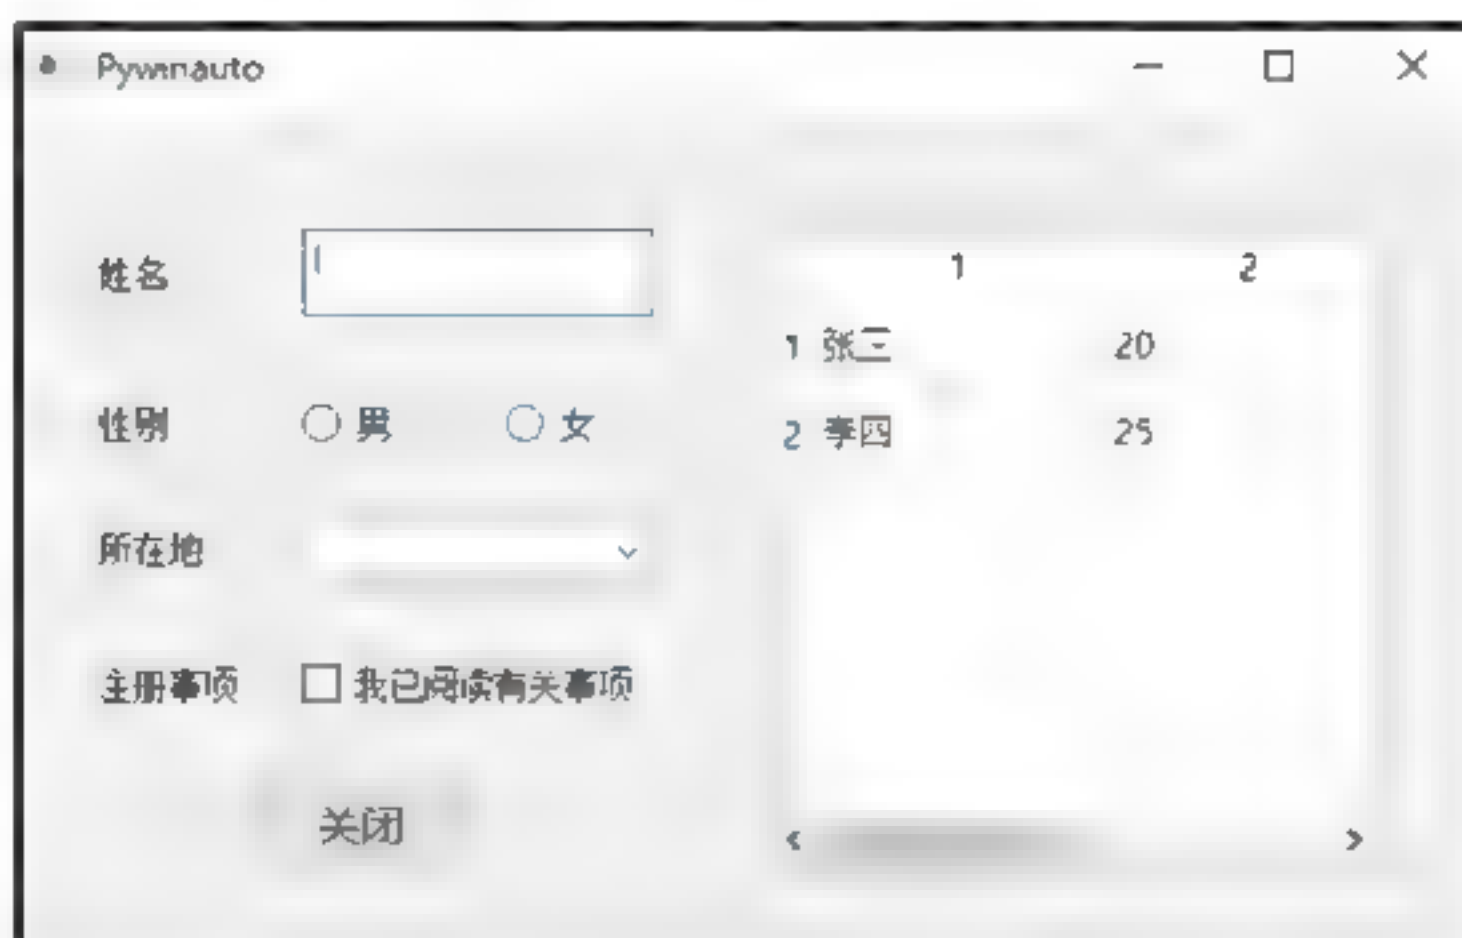 Pywinauto
姓名
性别 男 女
所在地
主册事项 我已阅读有关事项
关闭
1 2
1 张三 20
2 李四 25